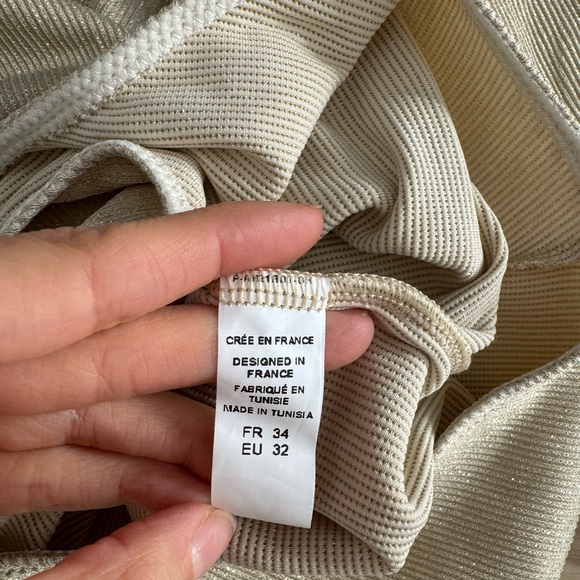 CRÉE EN FRANCE
DESIGNED IN
FRANCE
FABRIQUÉ EN
TUNISIE
MADE IN TUNISIA
FR 34
EU 32